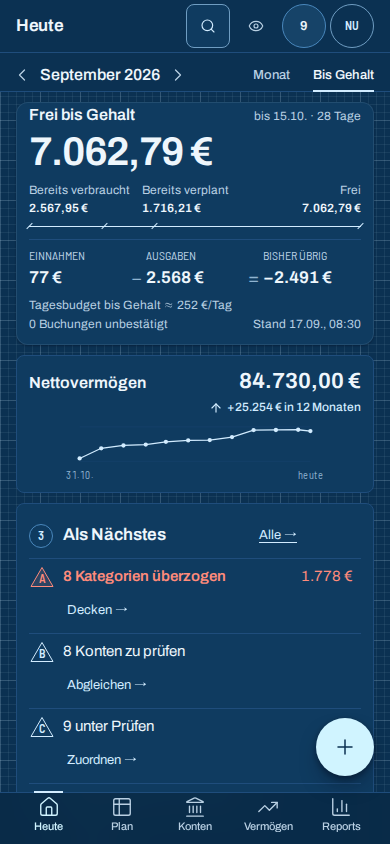 Heute
9
NU
September 2026
Monat
Bis Gehalt
Frei bis Gehalt
bis 15.10. · 28 Tage
7.062,79 €
Bereits verbraucht Bereits verplant Frei
2.567,95 € 1.716,21 € 7.062,79 €
EINNAHMEN AUSGABEN BISHER ÜBRIG
77 € − 2.568 € = −2.491 €
Tagesbudget bis Gehalt ≈ 252 €/Tag
0 Buchungen unbestätigt Stand 17.09., 08:30
Nettovermögen 84.730,00 €
↑ +25.254 € in 12 Monaten
31.10. heute
3 Als Nächstes Alle →
A 8 Kategorien überzogen 1.778 €
Decken →
B 8 Konten zu prüfen
Abgleichen →
C 9 unter Prüfen
Zuordnen →
+
Heute Plan Konten Vermögen Reports